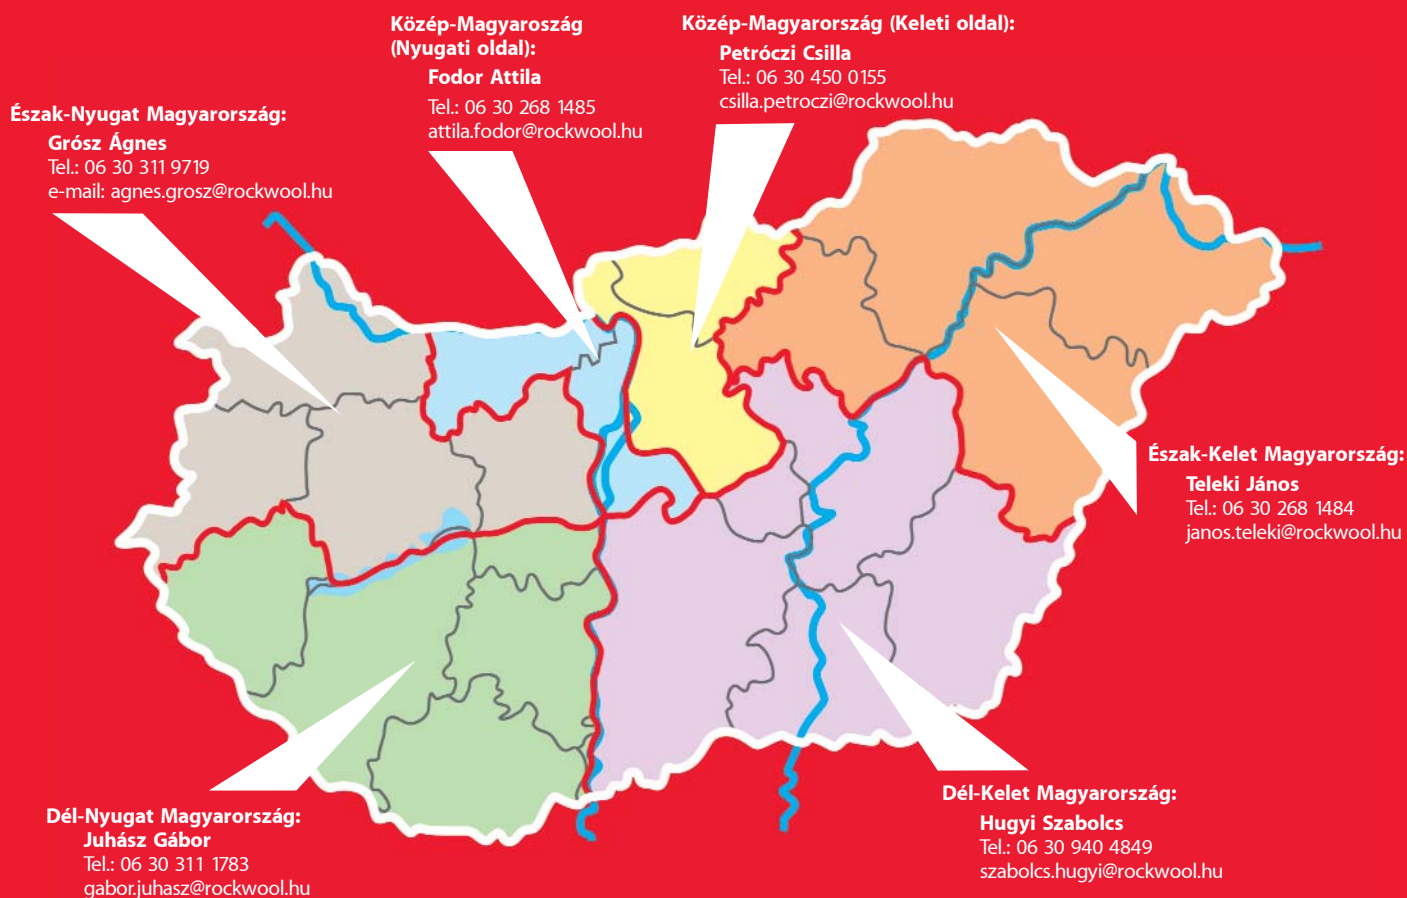 Közép-Magyaroszág
(Nyugati oldal):
Fodor Attila
Tel.: 06 30 268 1485
attila.fodor@rockwool.hu
Közép-Magyarország (Keleti oldal):
Petróczi Csilla
Tel.: 06 30 450 0155
csilla.petroczi@rockwool.hu
Észak-Nyugat Magyarország:
Grósz Ágnes
Tel.: 06 30 311 9719
e-mail: agnes.grosz@rockwool.hu
Észak-Kelet Magyarország:
Teleki János
Tel.: 06 30 268 1484
janos.teleki@rockwool.hu
Dél-Nyugat Magyarország:
Juhász Gábor
Tel.: 06 30 311 1783
gabor.juhasz@rockwool.hu
Dél-Kelet Magyarország:
Hugyi Szabolcs
Tel.: 06 30 940 4849
szabolcs.hugyi@rockwool.hu